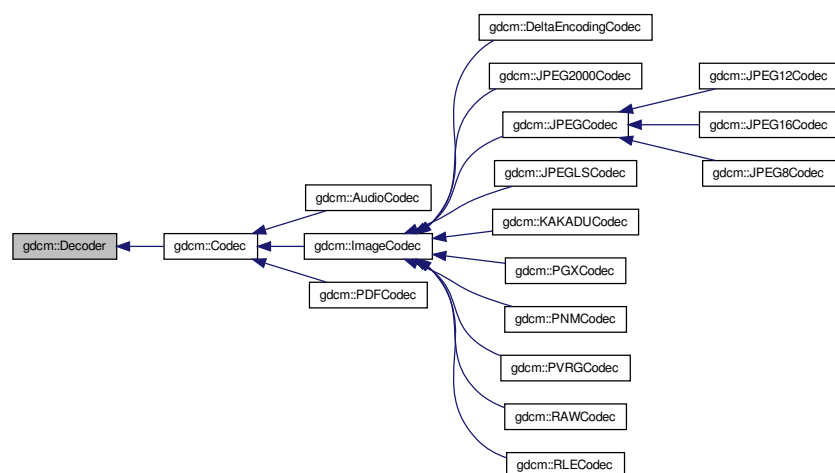 gdcm::DeltaEncodingCodec
gdcm::JPEG2000Codec
gdcm::JPEG12Codec
gdcm::JPEGCodec
gdcm::JPEG16Codec
gdcm::JPEGLSCodec
gdcm::JPEG8Codec
gdcm::AudioCodec
gdcm::KAKADUCodec
gdcm::Decoder
gdcm::Codec
gdcm::ImageCodec
gdcm::PGXCodec
gdcm::PDFCodec
gdcm::PNMCodec
gdcm::PVRGCodec
gdcm::RAWCodec
gdcm::RLECodec